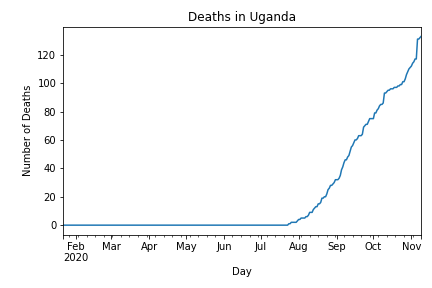 Deaths in Uganda
Number of Deaths
120
100
80
60
40
20
0
Feb Mar Apr May Jun Jul Aug Sep Oct Nov
2020
Day